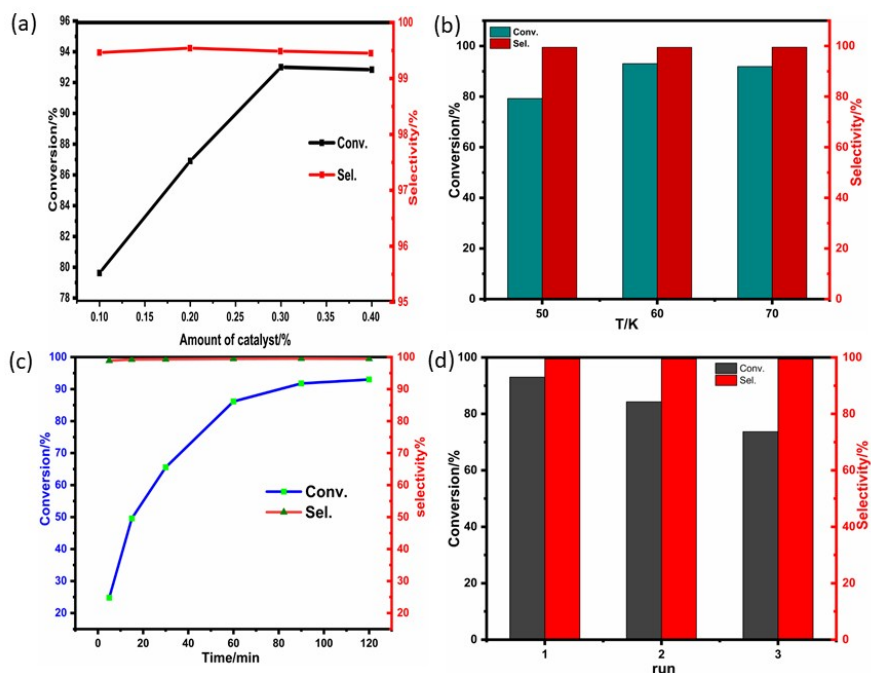 (a)
96
94
92
90
88
86
84
82
80
78
Conversion/%
100
99
98
97
96
95
Selectivity/%
Conv.
Sel.
0.10 0.15 0.20 0.25 0.30 0.35 0.40
Amount of catalyst/%
(b)
Conv.
Sel.
100
80
60
40
20
0
Conversion/%
100
80
60
40
20
0
Selectivity/%
50 60 70
T/K
(c)
100
90
80
70
60
50
40
30
20
Conversion/%
100
90
80
70
60
50
40
30
20
selectivity%
Conv.
Sel.
0 20 40 60 80 100 120
Time/min
(d)
Conv.
Sel.
100
80
60
40
20
0
Conversion/%
100
80
60
40
20
0
Selectivity/%
1 2 3
run